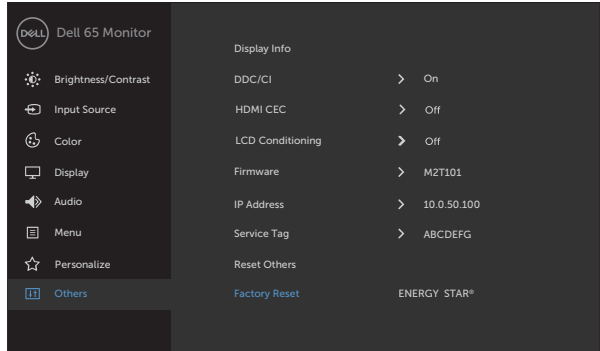 DELL Dell 65 Monitor
Display Info
Brightness/Contrast DDC/CI On
Input Source HDMI CEC Off
Color LCD Conditioning Off
Display Firmware M2T101
Audio IP Address 10.0.50.100
Menu Service Tag ABCDEFG
Personalize Reset Others
Others Factory Reset ENERGY STAR®